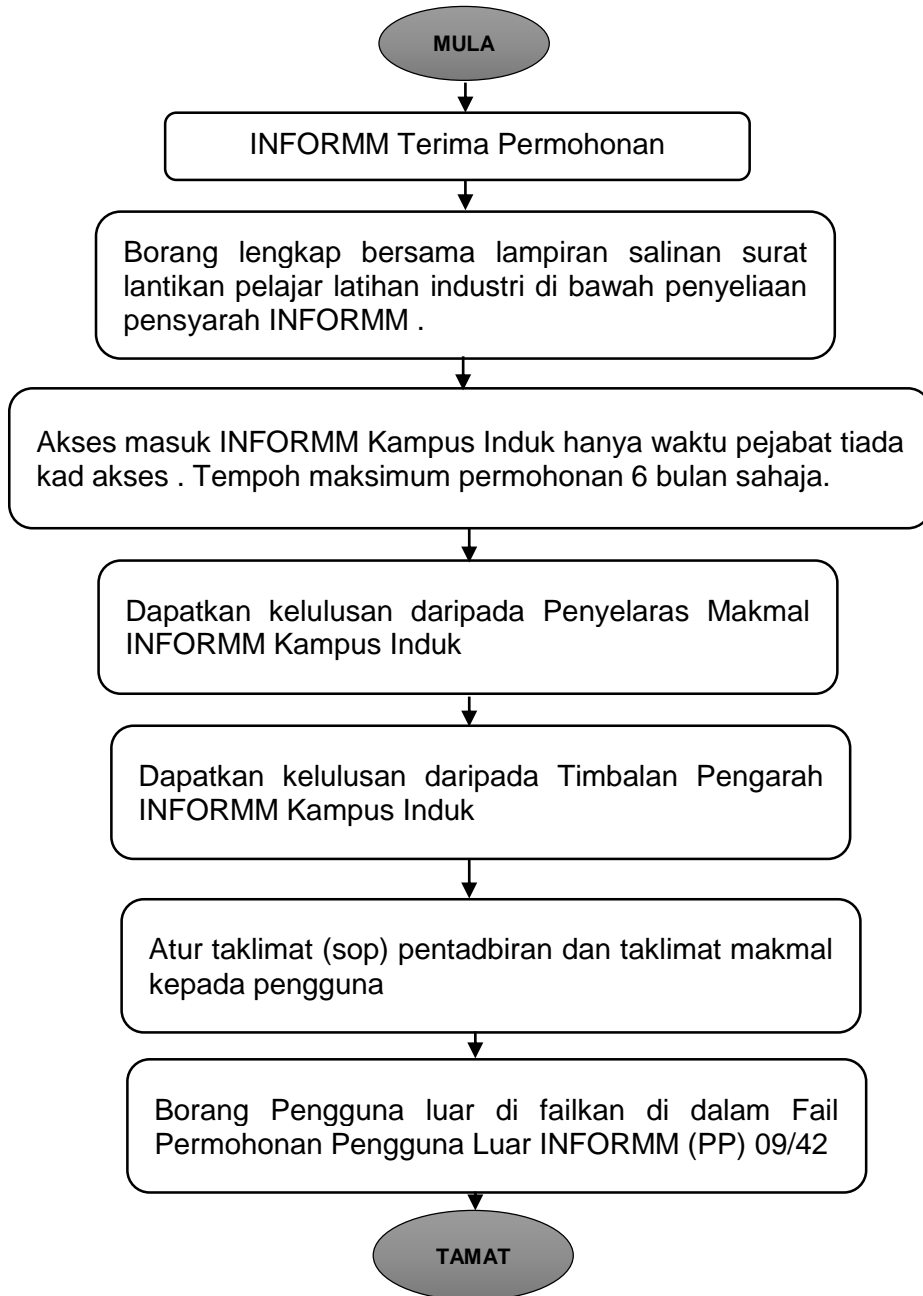 MULA
INFORMM Terima Permohonan
Borang lengkap bersama lampiran salinan surat
lantikan pelajar latihan industri di bawah penyeliaan
pensyarah INFORMM .
Akses masuk INFORMM Kampus Induk hanya waktu pejabat tiada
kad akses . Tempoh maksimum permohonan 6 bulan sahaja.
Dapatkan kelulusan daripada Penyelaras Makmal
INFORMM Kampus Induk
Dapatkan kelulusan daripada Timbalan Pengarah
INFORMM Kampus Induk
Atur taklimat (sop) pentadbiran dan taklimat makmal
kepada pengguna
Borang Pengguna luar di failkan di dalam Fail
Permohonan Pengguna Luar INFORMM (PP) 09/42
TAMAT